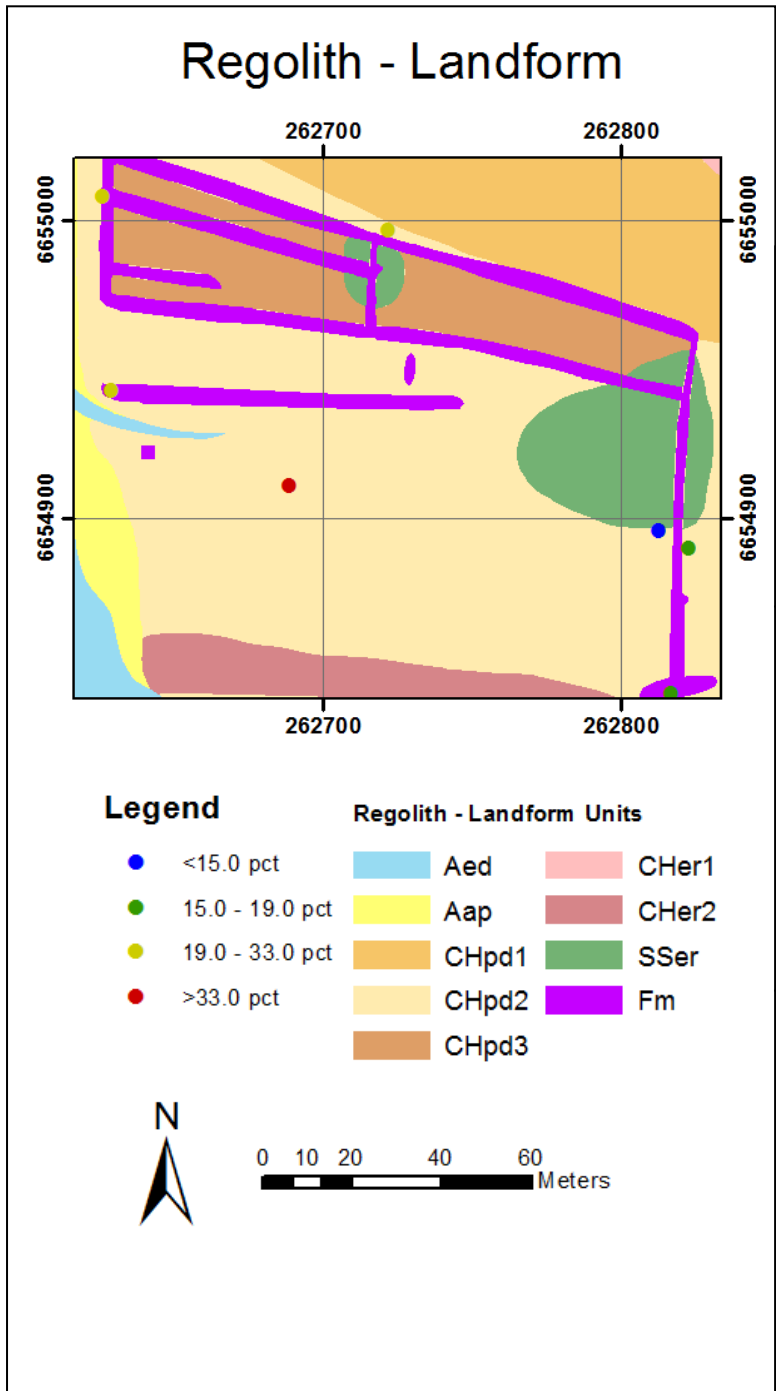 Regolith - Landform
262700 262800
6655000 6655000
6654900 6654900
262700 262800
Legend
<15.0 pct
15.0 - 19.0 pct
19.0 - 33.0 pct
>33.0 pct
Regolith - Landform Units
Aed
Aap
CHpd1
CHpd2
CHpd3
CHer1
CHer2
SSer
Fm
N
0 10 20 40 60
Meters